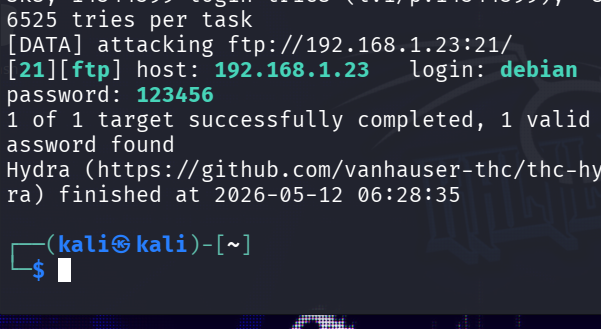 6525 tries per task
[DATA] attacking ftp://192.168.1.23:21/
[21][ftp] host: 192.168.1.23   login: debian
password: 123456
1 of 1 target successfully completed, 1 valid
assword found
Hydra (https://github.com/vanhauser-thc/thc-hy
ra) finished at 2026-05-12 06:28:35
┌──(kali㉿kali)-[~]
└─$